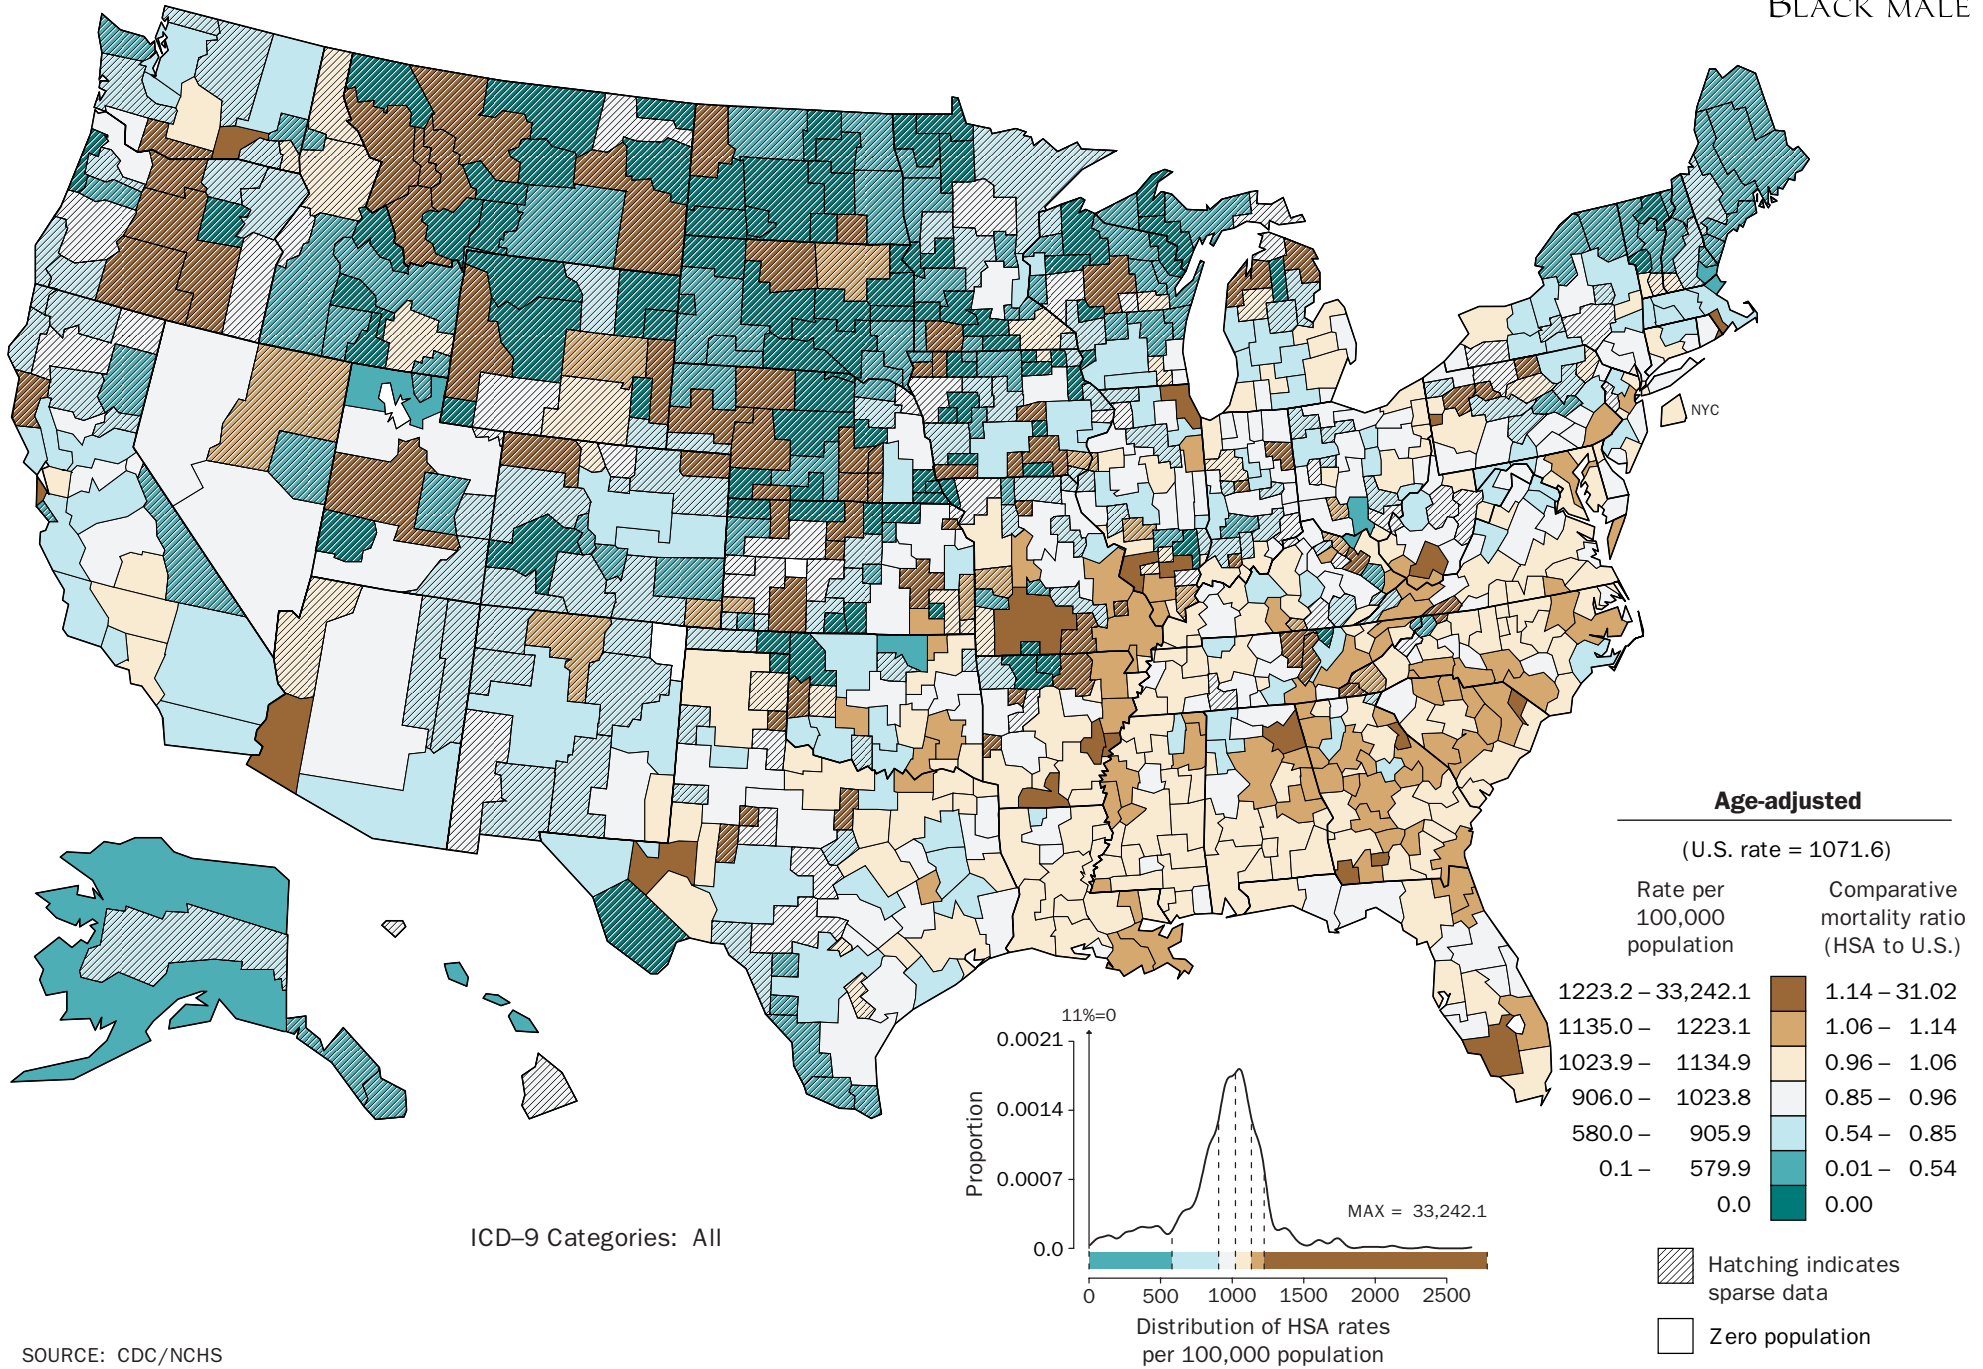 BLACK MALE
NYC
Age-adjusted
(U.S. rate = 1071.6)
Rate per 100,000 population
Comparative mortality ratio (HSA to U.S.)
1223.2 – 33,242.1 1.14 – 31.02
1135.0 – 1223.1 1.06 – 1.14
1023.9 – 1134.9 0.96 – 1.06
906.0 – 1023.8 0.85 – 0.96
580.0 – 905.9 0.54 – 0.85
0.1 – 579.9 0.01 – 0.54
0.0 0.00
Hatching indicates
sparse data
Zero population
11%=0
0.0021
0.0014
0.0007
0.0
Proportion
MAX = 33,242.1
0 500 1000 1500 2000 2500
Distribution of HSA rates
per 100,000 population
ICD–9 Categories: All
SOURCE: CDC/NCHS